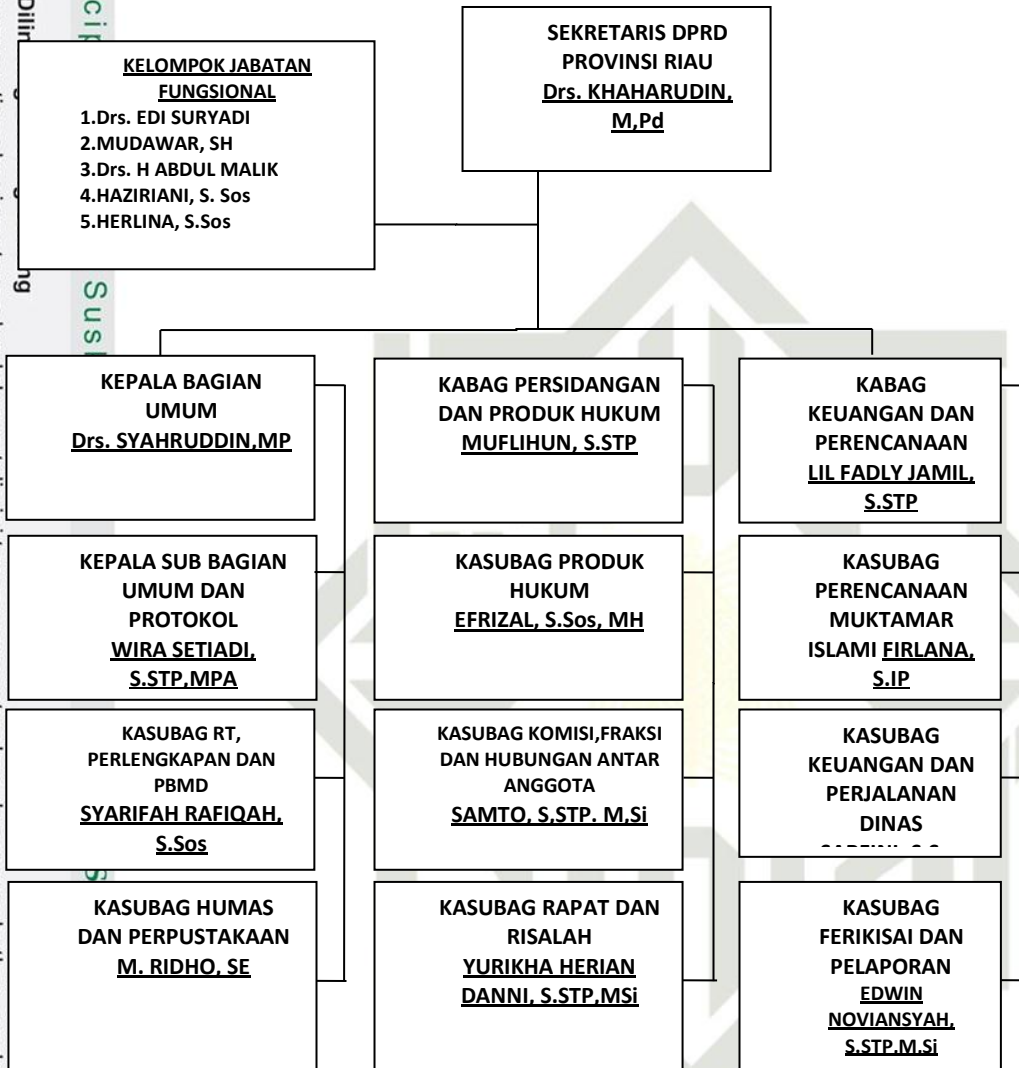 SEKRETARIS DPRD
PROVINSI RIAU
Drs. KHAHARUDIN,
M,Pd
KELOMPOK JABATAN
FUNGSIONAL
1.Drs. EDI SURYADI
2.MUDAWAR, SH
3.Drs. H ABDUL MALIK
4.HAZIRIANI, S. Sos
5.HERLINA, S.Sos
KEPALA BAGIAN
UMUM
Drs. SYAHRUDDIN,MP
KABAG PERSIDANGAN
DAN PRODUK HUKUM
MUFLIHUN, S.STP
KABAG
KEUANGAN DAN
PERENCANAAN
LIL FADLY JAMIL,
S.STP
KEPALA SUB BAGIAN
UMUM DAN
PROTOKOL
WIRA SETIADI,
S.STP,MPA
KASUBAG PRODUK
HUKUM
EFRIZAL, S.Sos, MH
KASUBAG
PERENCANAAN
MUKTAMAR
ISLAMI FIRLANA,
S.IP
KASUBAG RT,
PERLENGKAPAN DAN
PBMD
SYARIFAH RAFIQAH,
S.Sos
KASUBAG KOMISI,FRAKSI
DAN HUBUNGAN ANTAR
ANGGOTA
SAMTO, S,STP. M,Si
KASUBAG
KEUANGAN DAN
PERJALANAN
DINAS
KASUBAG HUMAS
DAN PERPUSTAKAAN
M. RIDHO, SE
KASUBAG RAPAT DAN
RISALAH
YURIKHA HERIAN
DANNI, S.STP,MSi
KASUBAG
FERIKISAI DAN
PELAPORAN
EDWIN
NOVIANSYAH,
S.STP.M.Si